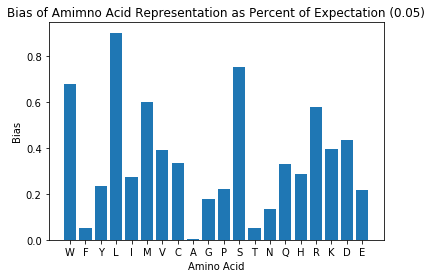 Bias of Amimno Acid Representation as Percent of Expectation (0.05)
0.8
0.6
0.4
0.2
0.0
Bias
W F Y L I M V C A G P S T N Q H R K D E
Amino Acid